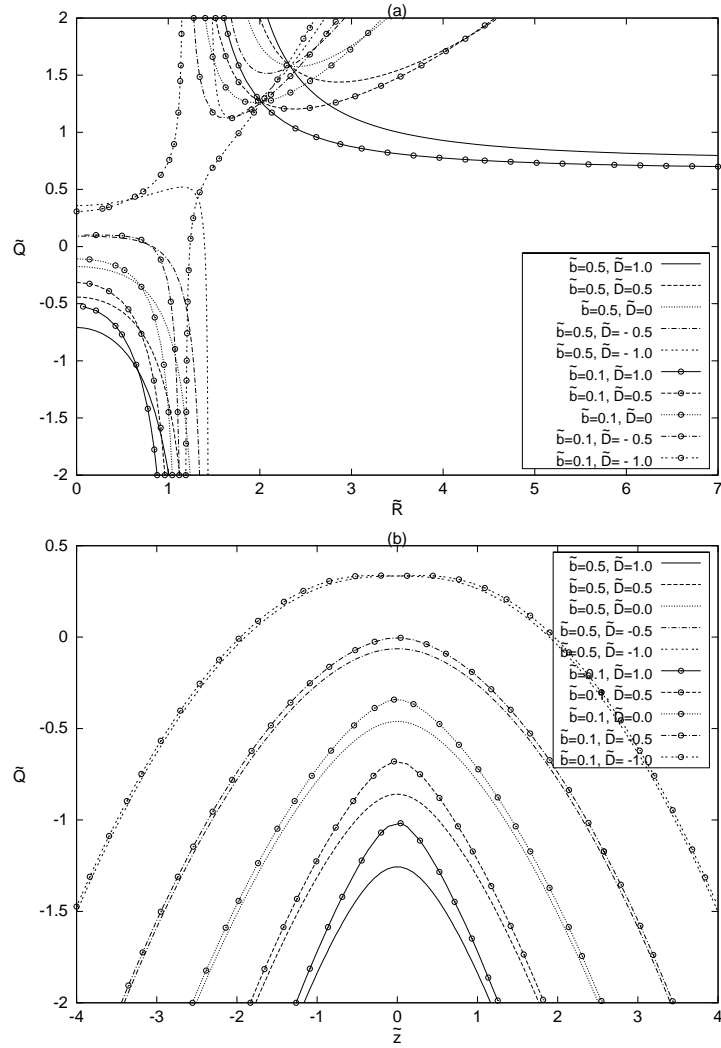 (a)
2
1.5
1
0.5
0
-0.5
-1
-1.5
-2
Q̃
0 1 2 3 4 5 6 7
R̃
b̃=0.5, D̃=1.0
b̃=0.5, D̃=0.5
b̃=0.5, D̃=0
b̃=0.5, D̃= - 0.5
b̃=0.5, D̃= - 1.0
b̃=0.1, D̃=1.0
b̃=0.1, D̃=0.5
b̃=0.1, D̃=0
b̃=0.1, D̃= - 0.5
b̃=0.1, D̃= - 1.0
(b)
0.5
0
-0.5
-1
-1.5
-2
Q̃
-4 -3 -2 -1 0 1 2 3 4
z̃
b̃=0.5, D̃=1.0
b̃=0.5, D̃=0.5
b̃=0.5, D̃=0.0
b̃=0.5, D̃= -0.5
b̃=0.5, D̃= -1.0
b̃=0.1, D̃=1.0
b̃=0.1, D̃=0.5
b̃=0.1, D̃=0.0
b̃=0.1, D̃= -0.5
b̃=0.1, D̃= -1.0